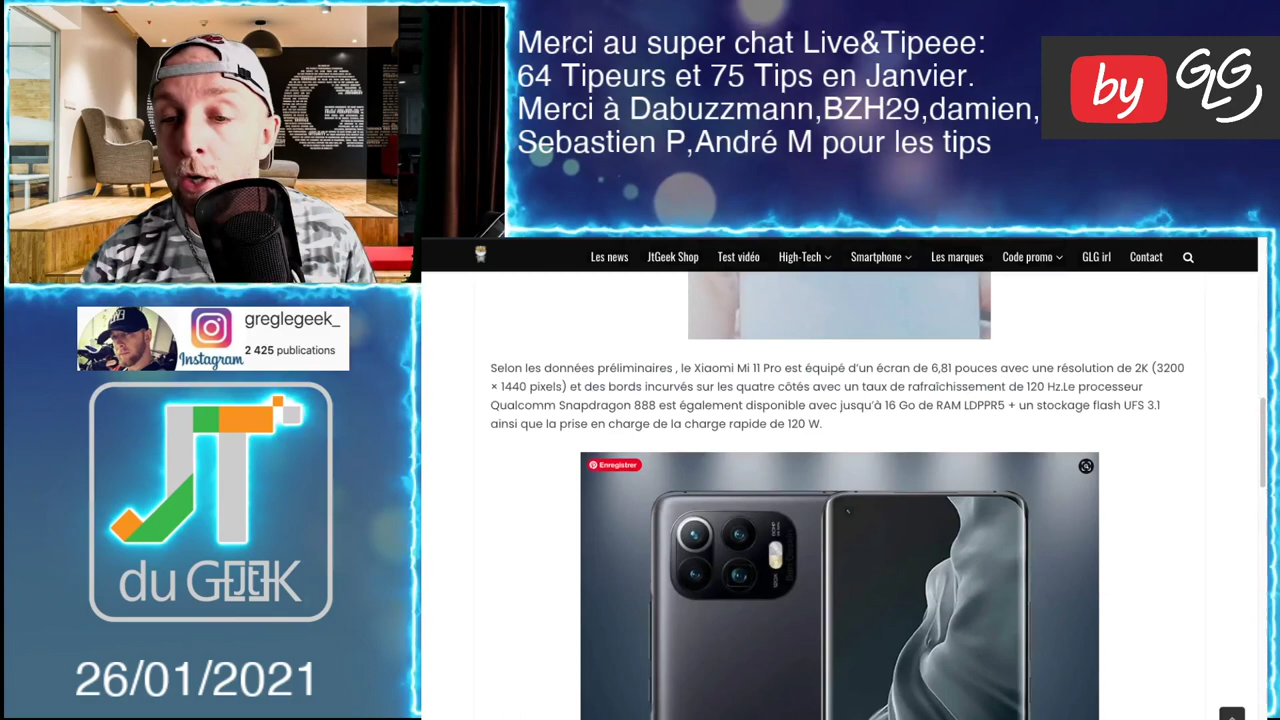 Merci au super chat Live&Tipeee:
64 Tipeurs et 75 Tips en Janvier.
Merci à Dabuzzmann,BZH29,damien,
Sebastien P,Andre M pour les tips
by GLG
Les news JtGeek Shop Test vidéo High-Tech Smartphone Les marques Code promo GLG irl Contact
greglegeek_
Instagram
2 425 publications
Selon les données préliminaires , le Xiaomi Mi 11 Pro est équipé d'un écran de 6,81 pouces avec une résolution de 2K (3200
× 1440 pixels) et des bords incurvés sur les quatre côtés avec un taux de rafraîchissement de 120 Hz.Le processeur
Qualcomm Snapdragon 888 est également disponible avec jusqu'à 16 Go de RAM LDPPR5 + un stockage flash UFS 3.1
ainsi que la prise en charge de la charge rapide de 120 W.
Enregistrer
JT
du GEEK
26/01/2021